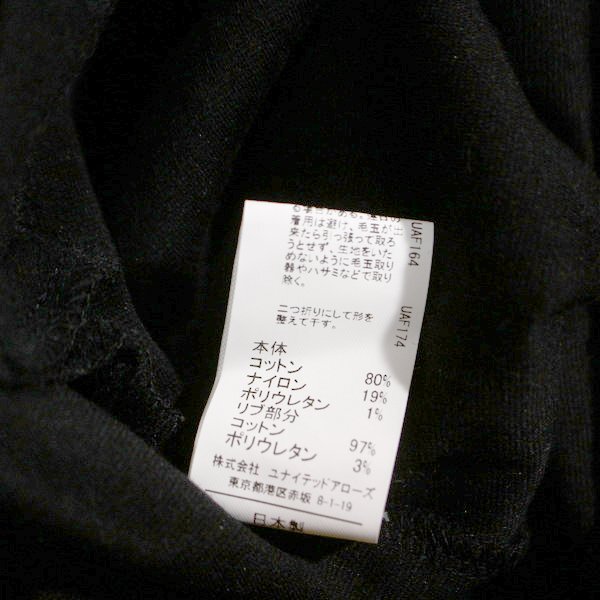 着用は避け、毛玉が出
来たら引っ張って取ろ
うとせず、生地をいた
めないように毛玉取り
器やハサミなどで取り
除く。
二つ折りにして形を
整えて干す。
UAF164
UAF174
本体
コットン 80%
ナイロン 19%
ポリウレタン 1%
リブ部分
コットン 97%
ポリウレタン 3%
株式会社 ユナイテッドアローズ
東京都港区赤坂 8-1-19
日本製